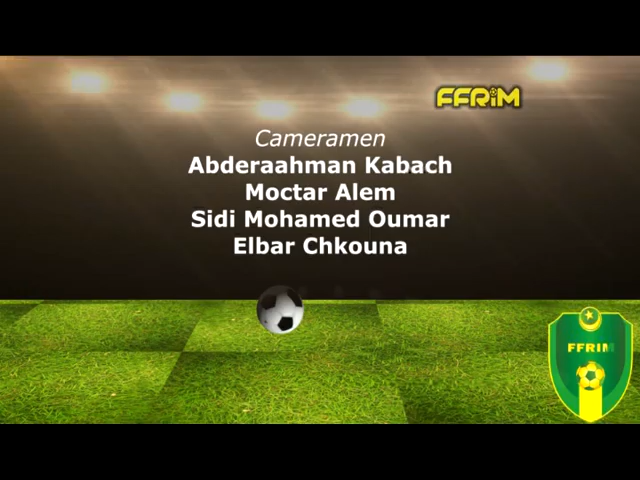 FFRiM
Cameramen
Abderaahman Kabach
Moctar Alem
Sidi Mohamed Oumar
Elbar Chkouna
FFRIM